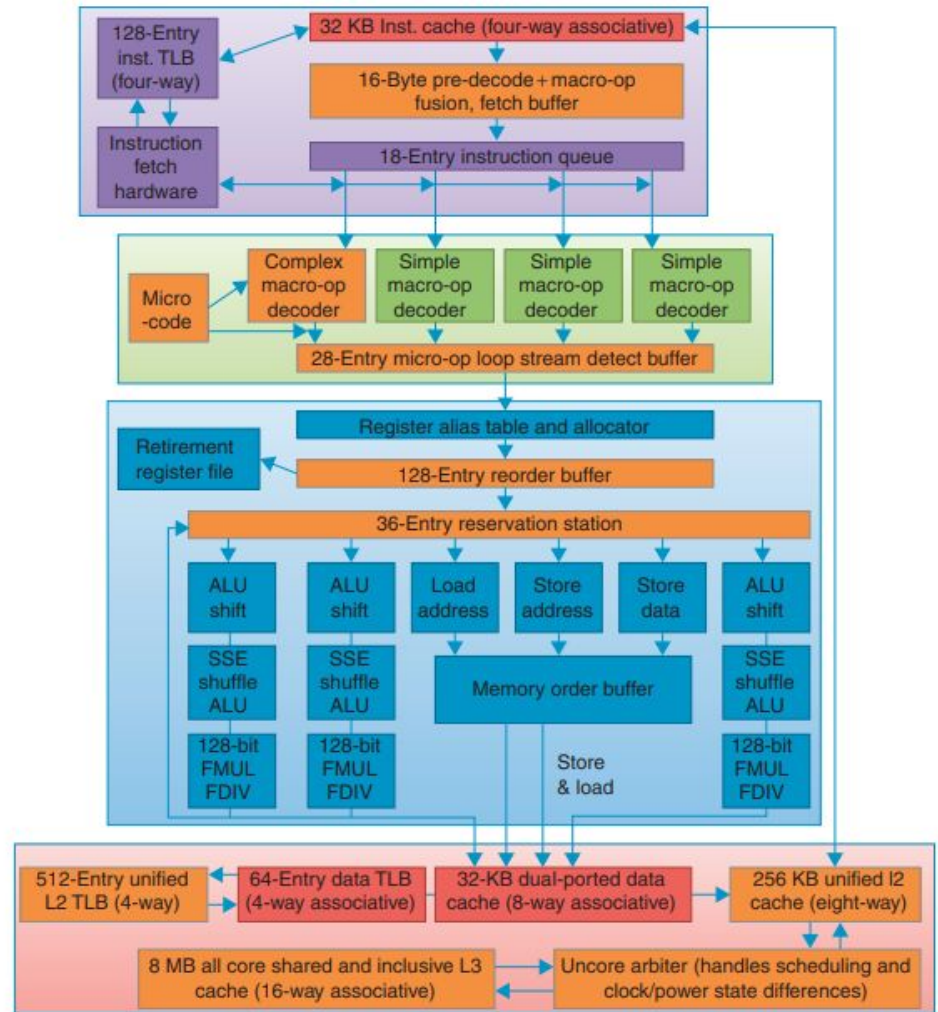 128-Entry
inst. TLB
(four-way)
32 KB Inst. cache (four-way associative)
16-Byte pre-decode+macro-op
fusion, fetch buffer
Instruction
fetch
hardware
18-Entry instruction queue
Micro
-code
Complex
macro-op
decoder
Simple
macro-op
decoder
Simple
macro-op
decoder
Simple
macro-op
decoder
28-Entry micro-op loop stream detect buffer
Register alias table and allocator
Retirement
register file
128-Entry reorder buffer
36-Entry reservation station
ALU
shift
ALU
shift
Load
address
Store
address
Store
data
ALU
shift
SSE
shuffle
ALU
SSE
shuffle
ALU
Memory order buffer
SSE
shuffle
ALU
128-bit
FMUL
FDIV
128-bit
FMUL
FDIV
Store
& load
128-bit
FMUL
FDIV
512-Entry unified
L2 TLB (4-way)
64-Entry data TLB
(4-way associative)
32-KB dual-ported data
cache (8-way associative)
256 KB unified l2
cache (eight-way)
8 MB all core shared and inclusive L3
cache (16-way associative)
Uncore arbiter (handles scheduling and
clock/power state differences)